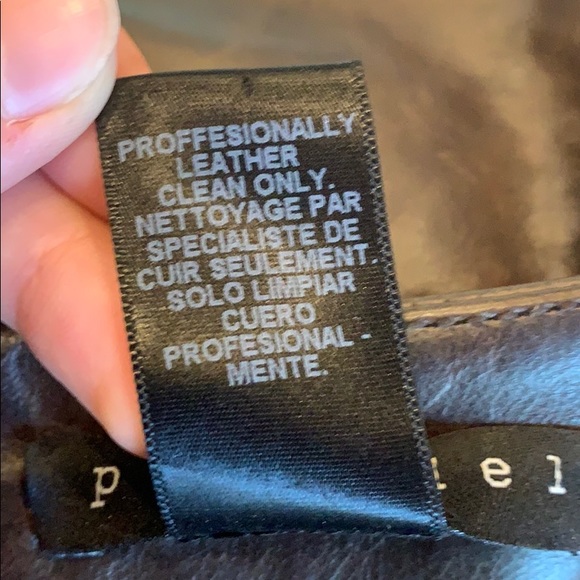 PROFFESIONALLY
LEATHER
CLEAN ONLY.
NETTOYAGE PAR
SPECIALISTE DE
CUIR SEULEMENT.
SOLO LIMPIAR
CUERO
PROFESIONAL -
MENTE.